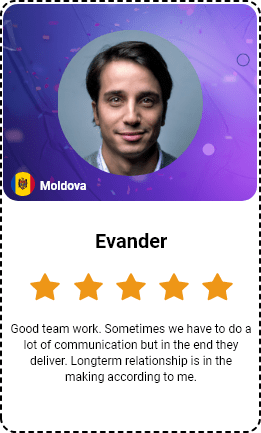 Moldova
Evander
Good team work. Sometimes we have to do a
lot of communication but in the end they
deliver. Longterm relationship is in the
making according to me.